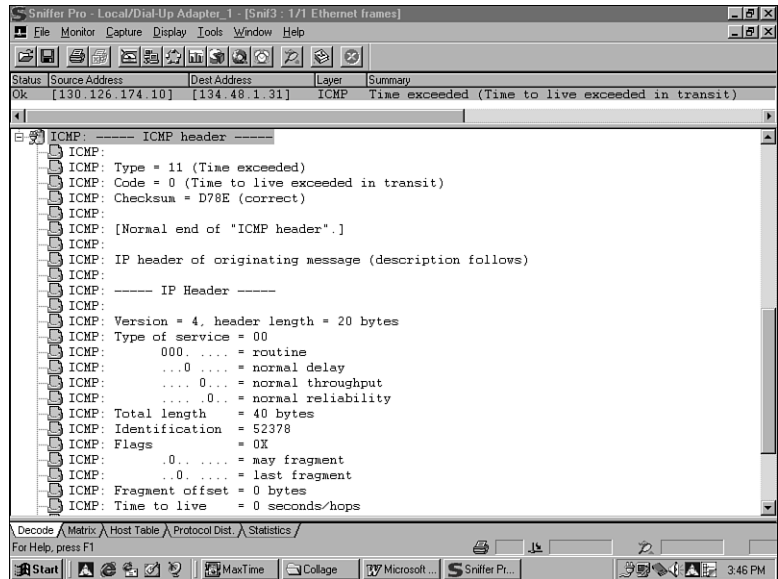 Sniffer Pro - Local/Dial-Up Adapter_1 - [Snif3 : 1/1 Ethernet frames]
File Monitor Capture Display Tools Window Help
Status Source Address Dest Address Layer Summary
Ok [130.126.174.10] [134.48.1.31] ICMP Time exceeded (Time to live exceeded in transit)
ICMP: ----- ICMP header -----
ICMP:
ICMP: Type = 11 (Time exceeded)
ICMP: Code = 0 (Time to live exceeded in transit)
ICMP: Checksum = D78E (correct)
ICMP:
ICMP: [Normal end of "ICMP header".]
ICMP:
ICMP: IP header of originating message (description follows)
ICMP:
ICMP: ----- IP Header -----
ICMP:
ICMP: Version = 4, header length = 20 bytes
ICMP: Type of service = 00
ICMP: 000. .... = routine
ICMP: ...0 .... = normal delay
ICMP: .... 0... = normal throughput
ICMP: .... .0.. = normal reliability
ICMP: Total length = 40 bytes
ICMP: Identification = 52378
ICMP: Flags = 0X
ICMP: .0.. .... = may fragment
ICMP: ..0. .... = last fragment
ICMP: Fragment offset = 0 bytes
ICMP: Time to live = 0 seconds/hops
Decode Matrix Host Table Protocol Dist. Statistics
For Help, press F1
Start MaxTime Collage Microsoft ... Sniffer Pr... 3:46 PM